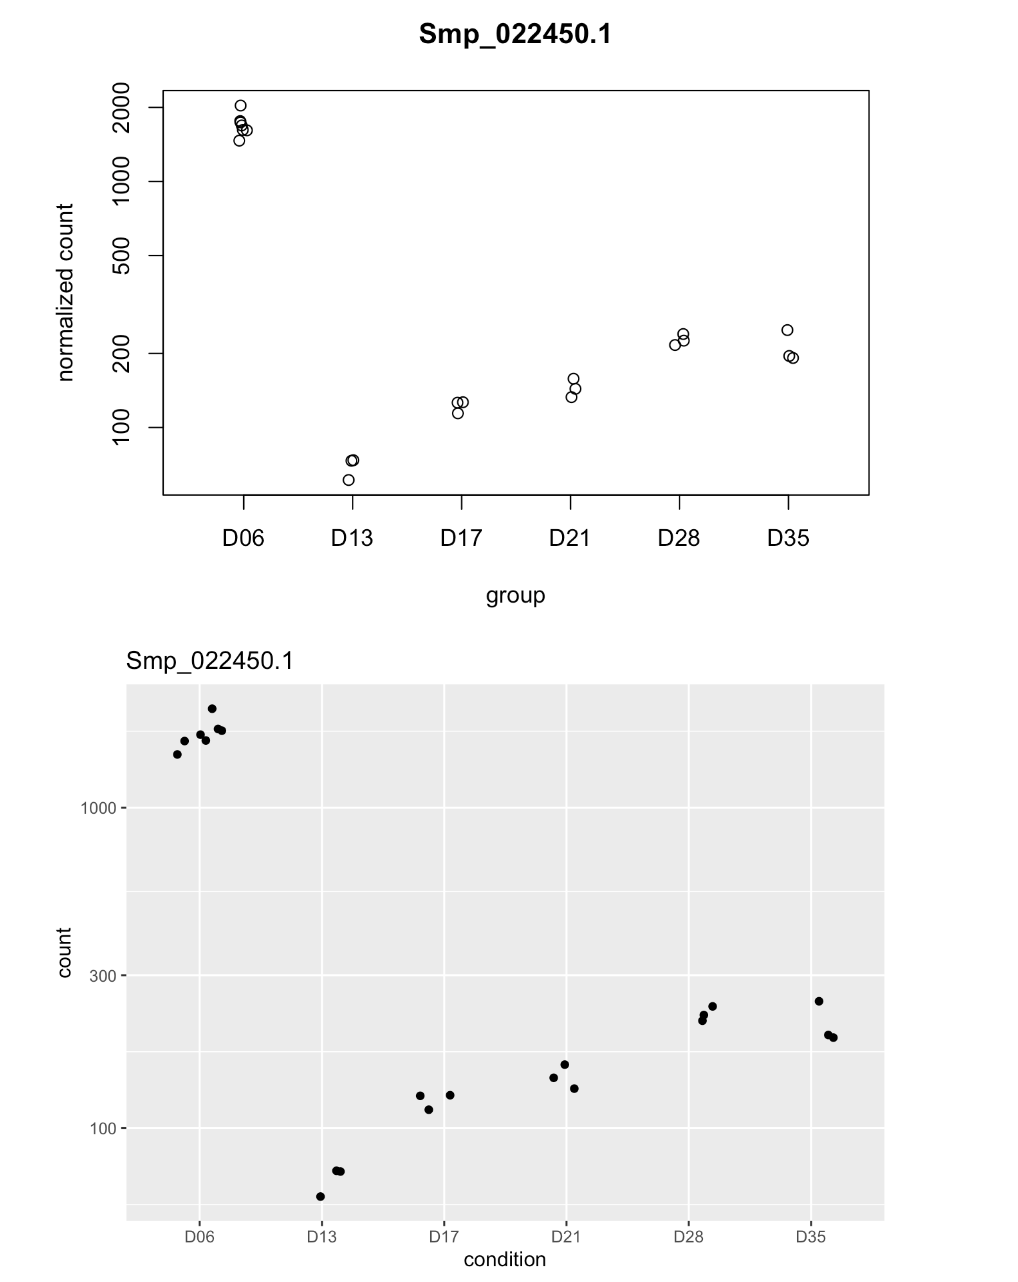 Smp_022450.1
2000
1000
500
200
100
normalized count
D06 D13 D17 D21 D28 D35
group
Smp_022450.1
1000
300
100
count
D06 D13 D17 D21 D28 D35
condition